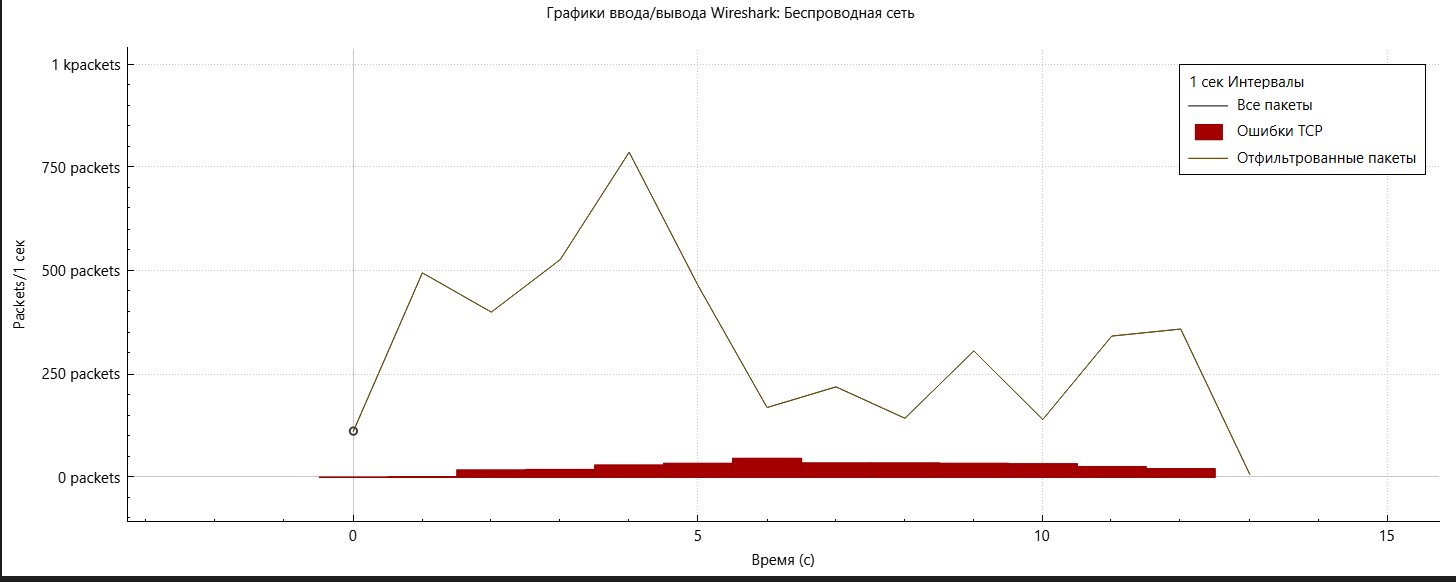 Графики ввода/вывода Wireshark: Беспроводная сеть
1 kpackets
750 packets
500 packets
250 packets
0 packets
Packets/1 сек
1 сек Интервалы
Все пакеты
Ошибки TCP
Отфильтрованные пакеты
0
5
10
15
Время (с)